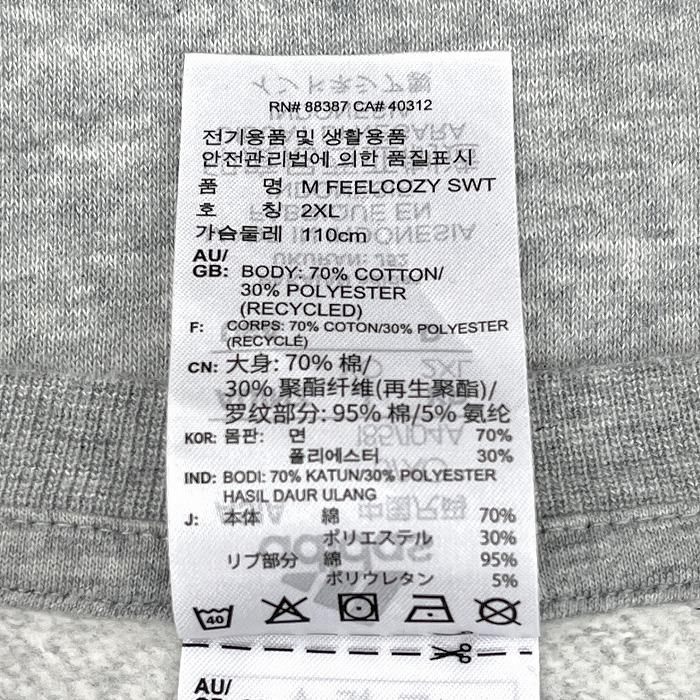 RN# 88387 CA# 40312
전기용품 및 생활용품
안전관리법에 의한 품질표시
품 명 M FEELCOZY SWT
호 칭 2XL
가슴둘레 110cm
AU/
GB: BODY: 70% COTTON/
30% POLYESTER
(RECYCLED)
F: CORPS: 70% COTON/30% POLYESTER
(RECYCLÉ)
CN: 大身: 70% 棉/
30% 聚酯纤维(再生聚酯)/
罗纹部分: 95% 棉/5% 氨纶
KOR: 몸판: 면 70%
폴리에스터 30%
IND: BODI: 70% KATUN/30% POLYESTER
HASIL DAUR ULANG
J: 本体 綿 70%
ポリエステル 30%
リブ部分 綿 95%
ポリウレタン 5%
40
AU/